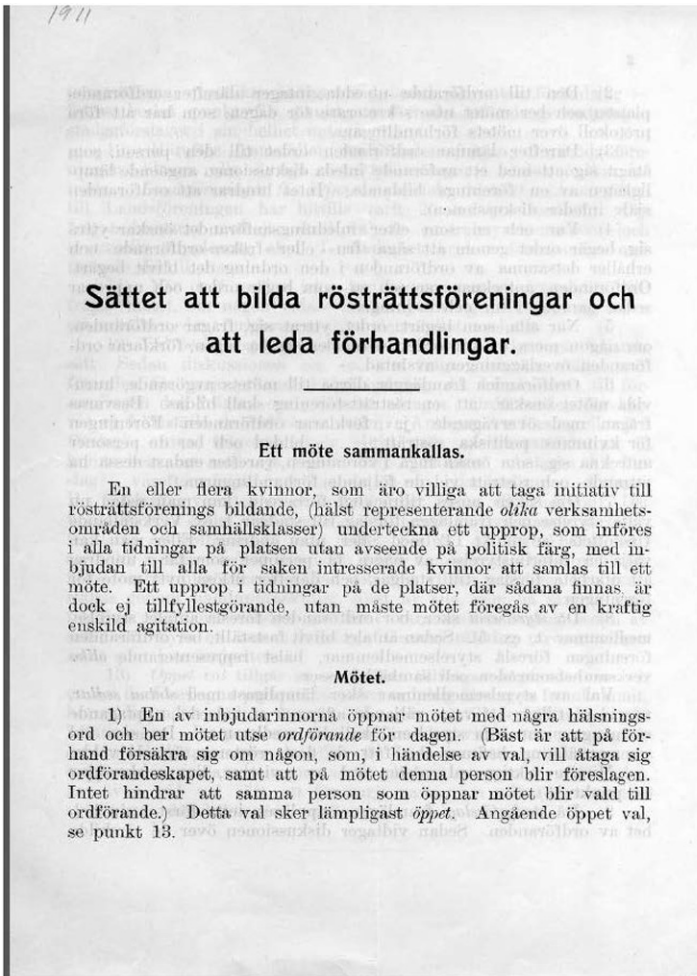 1911
Sättet att bilda rösträttsföreningar och
att leda förhandlingar.
Ett möte sammankallas.
En eller flera kvinnor, som äro villiga att taga initiativ till
rösträttsförenings bildande, (hälst representerande olika verksamhets-
områden och samhällsklasser) underteckna ett upprop, som införes
i alla tidningar på platsen utan avseende på politisk färg, med in-
bjudan till alla för saken intresserade kvinnor att samlas till ett
möte. Ett upprop i tidningar på de platser, där sådana finnas, är
dock ej tillfyllestgörande, utan måste mötet föregås av en kraftig
enskild agitation.
Mötet.
1) En av inbjudarinnorna öppnar mötet med några hälsnings-
ord och ber mötet utse ordförande för dagen. (Bäst är att på för-
hand försäkra sig om någon, som, i händelse av val, vill åtaga sig
ordförandeskapet, samt att på mötet denna person blir föreslagen.
Intet hindrar att samma person som öppnar mötet blir vald till
ordförande.) Detta val sker lämpligast öppet. Angående öppet val,
se punkt 13.